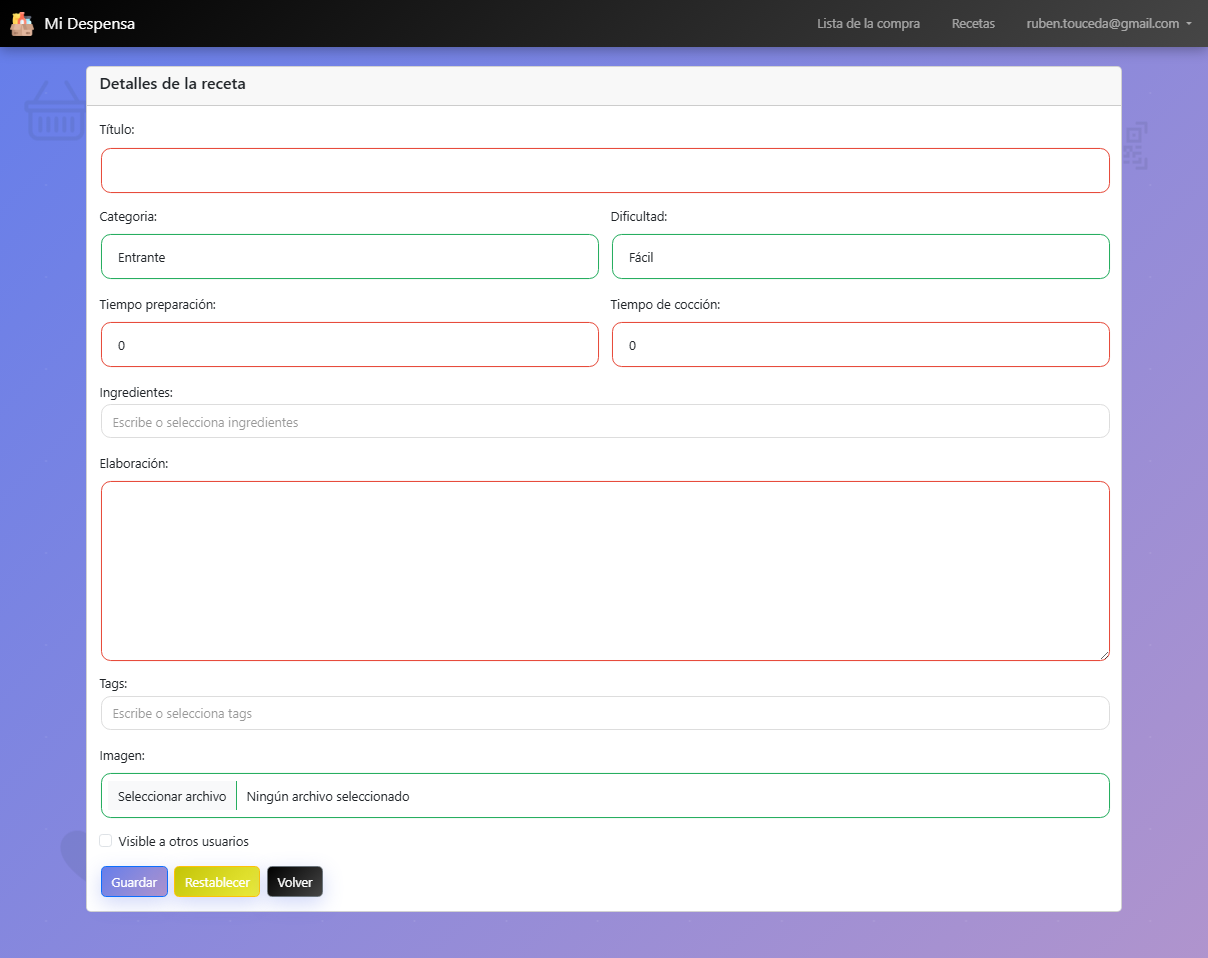 Mi Despensa
Lista de la compra
Recetas
ruben.touceda@gmail.com
Detalles de la receta
Título:
Categoria:
Dificultad:
Entrante
Fácil
Tiempo preparación:
Tiempo de cocción:
0
0
Ingredientes:
Escribe o selecciona ingredientes
Elaboración:
Tags:
Escribe o selecciona tags
Imagen:
Seleccionar archivo
Ningún archivo seleccionado
Visible a otros usuarios
Guardar
Restablecer
Volver